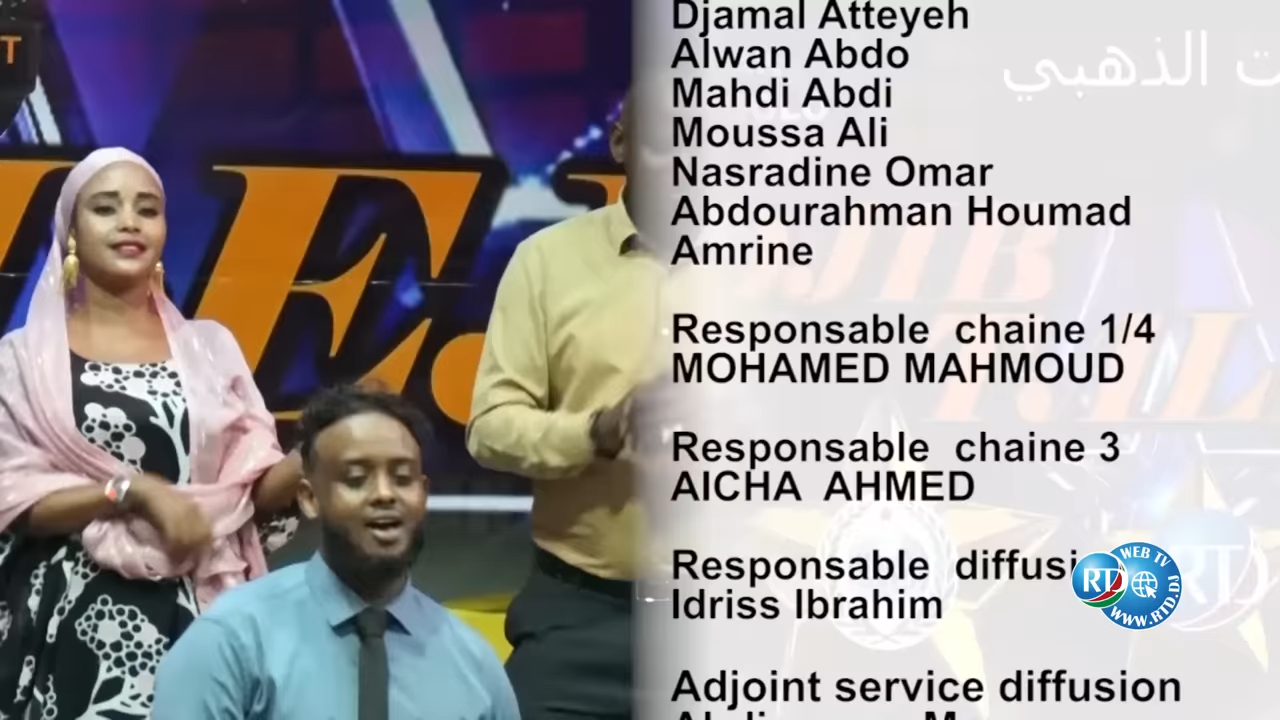 T
Djamal Atteyeh
Alwan Abdo
Mahdi Abdi
Moussa Ali
Nasradine Omar
Abdourahman Houmad
Amrine
Responsable chaine 1/4
MOHAMED MAHMOUD
Responsable chaine 3
AICHA AHMED
Responsable diffusi
Idriss Ibrahim
Adjoint service diffusion
ت الذهبي
JIB
RTD
WEB TV
WWW.RTD.DJ